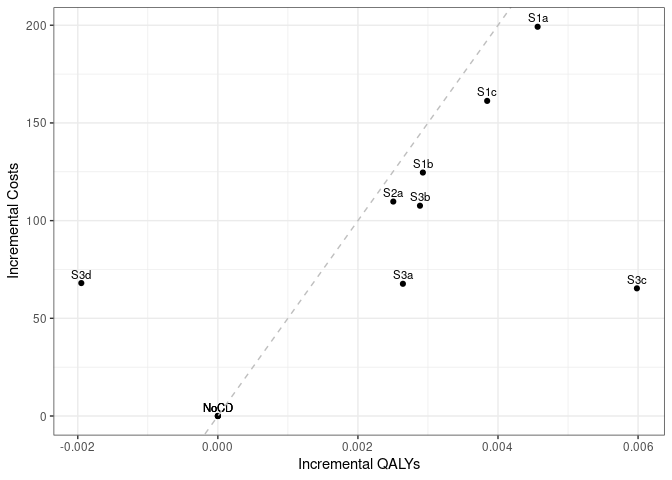 200
150
100
50
0
Incremental Costs
S1a
S1c
S1b
S2a
S3b
S3d
S3a
S3c
NoCD
-0.002
0.000
0.002
0.004
0.006
Incremental QALYs